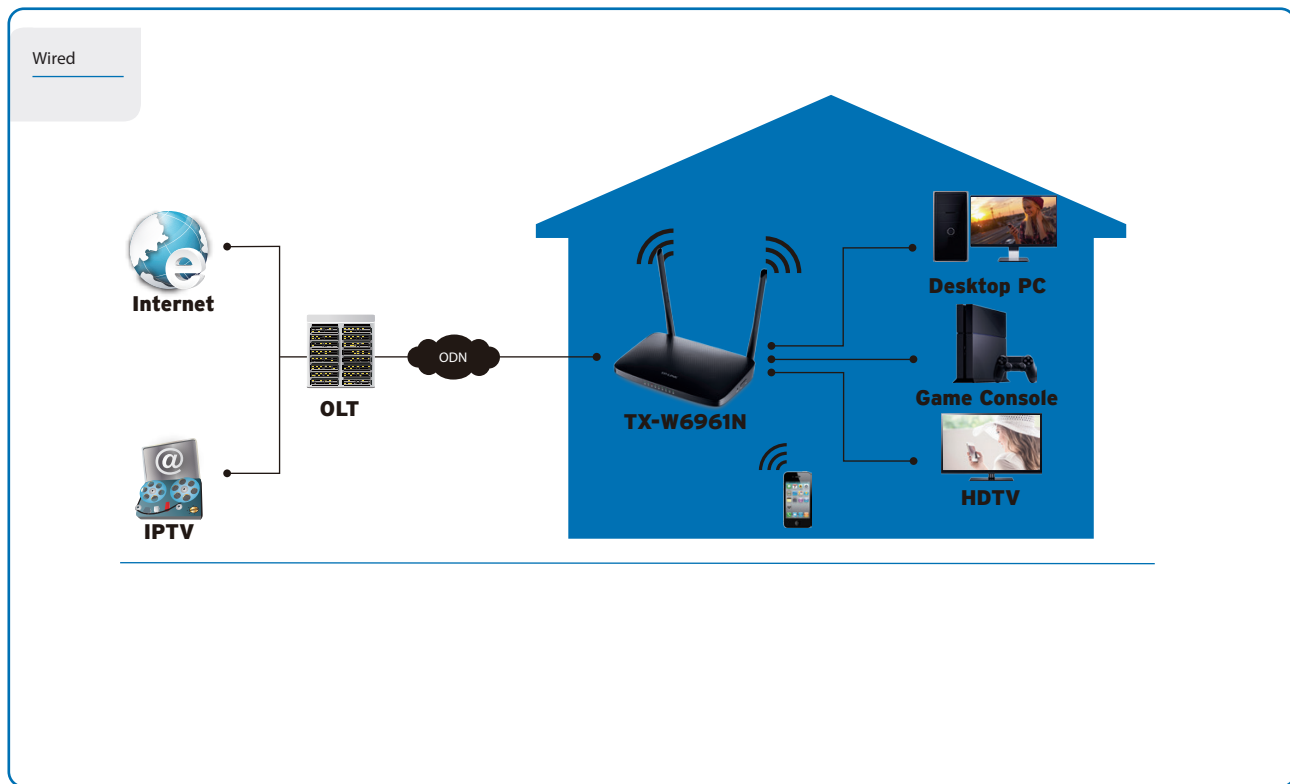 Wired
Internet
IPTV
OLT
ODN
TX-W6961N
Desktop PC
Game Console
HDTV